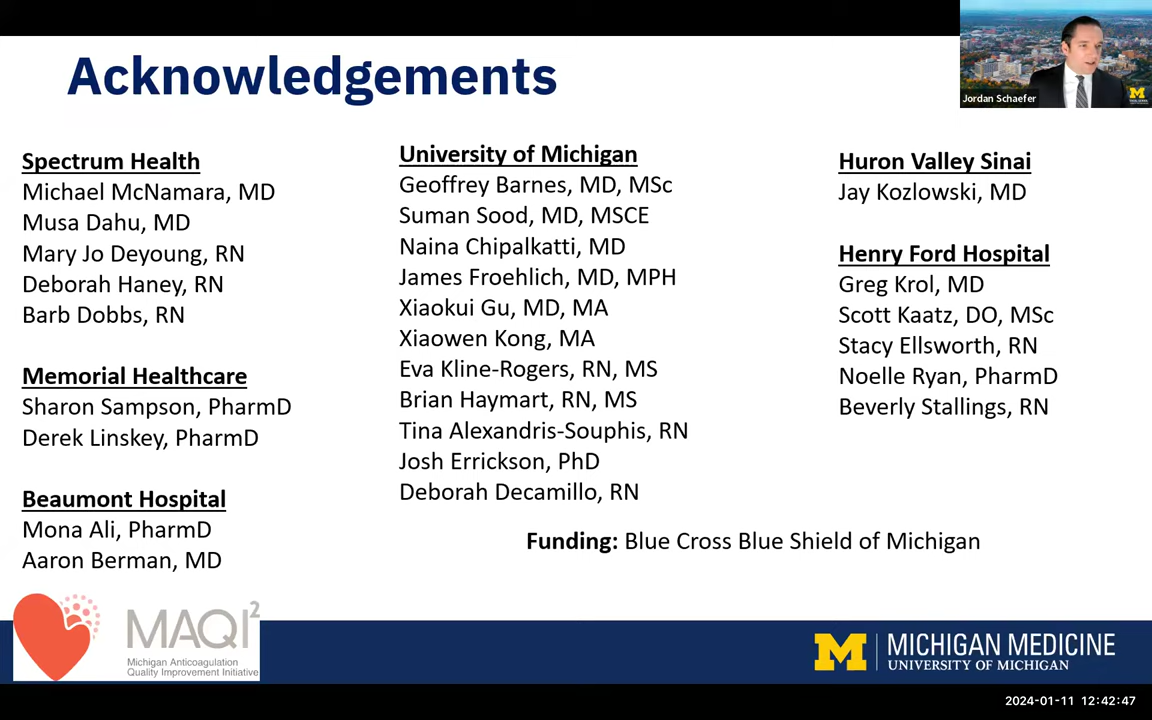 Acknowledgements
Jordan Schaefer
Spectrum Health
Michael McNamara, MD
Musa Dahu, MD
Mary Jo Deyoung, RN
Deborah Haney, RN
Barb Dobbs, RN
Memorial Healthcare
Sharon Sampson, PharmD
Derek Linskey, PharmD
Beaumont Hospital
Mona Ali, PharmD
Aaron Berman, MD
University of Michigan
Geoffrey Barnes, MD, MSc
Suman Sood, MD, MSCE
Naina Chipalkatti, MD
James Froehlich, MD, MPH
Xiaokui Gu, MD, MA
Xiaowen Kong, MA
Eva Kline-Rogers, RN, MS
Brian Haymart, RN, MS
Tina Alexandris-Souphis, RN
Josh Errickson, PhD
Deborah Decamillo, RN
Huron Valley Sinai
Jay Kozlowski, MD
Henry Ford Hospital
Greg Krol, MD
Scott Kaatz, DO, MSc
Stacy Ellsworth, RN
Noelle Ryan, PharmD
Beverly Stallings, RN
Funding: Blue Cross Blue Shield of Michigan
MAQI²
Michigan Anticoagulation
Quality Improvement Initiative
M
MICHIGAN MEDICINE
UNIVERSITY OF MICHIGAN
2024-01-11 12:42:47